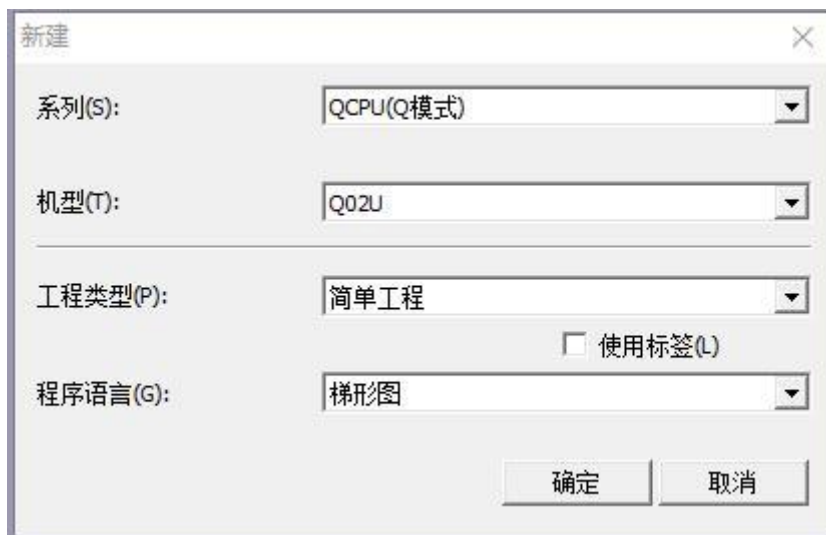 新建
系列(S): QCPU(Q模式)
机型(T): Q02U
工程类型(P): 简单工程
使用标签(L)
程序语言(G): 梯形图
确定 取消